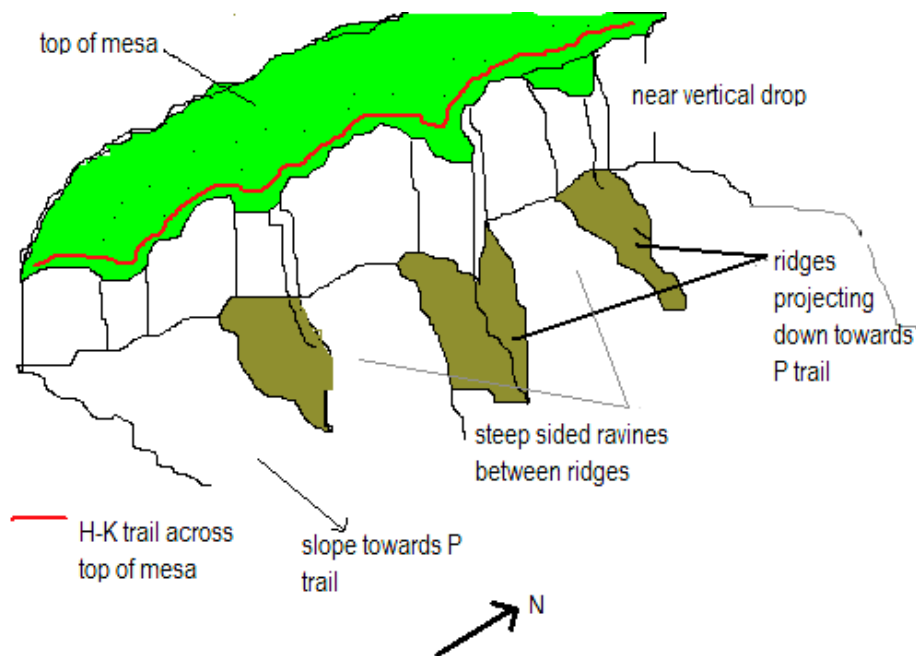 top of mesa
near vertical drop
ridges
projecting
down towards
P trail
steep sided ravines
between ridges
H-K trail across
top of mesa
slope towards P
trail
N